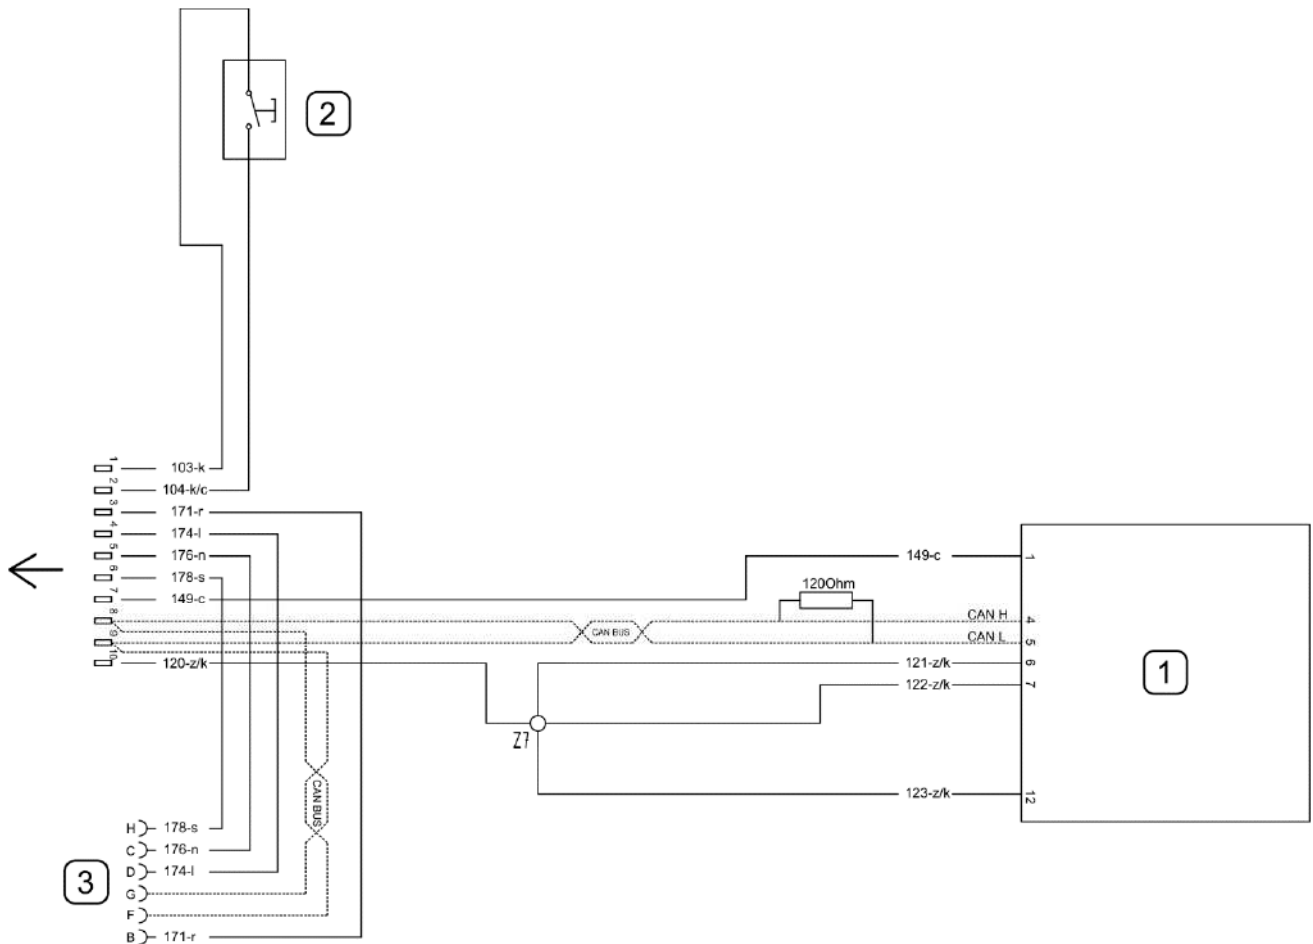 2
1
103-k
2
104-k/c
3
171-r
4
174-l
5
176-n
149-c
1
6
178-s
120Ohm
7
149-c
8
CAN H
4
CAN BUS
9
CAN L
5
10
120-z/k
121-z/k
6
122-z/k
7
1
Z7
CAN BUS
123-z/k
12
H
178-s
C
176-n
3
D
174-l
G
F
B
171-r